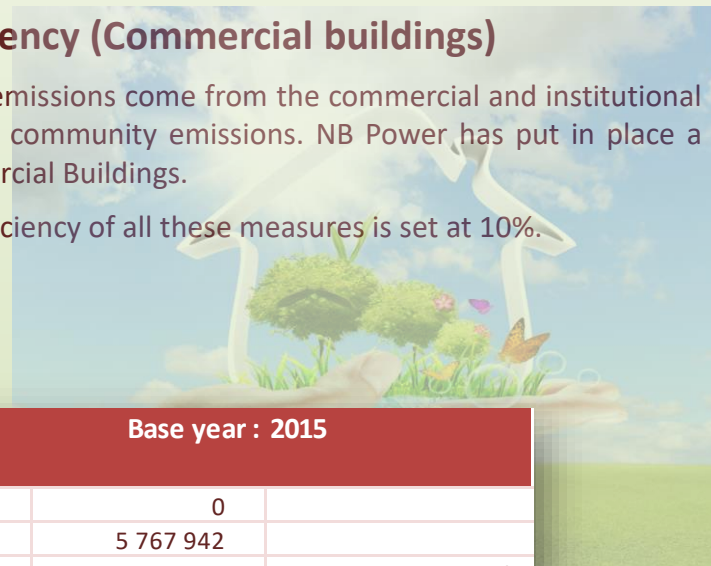 ency (Commercial buildings)
emissions come from the commercial and institutional
community emissions. NB Power has put in place a
rcial Buildings.
ciency of all these measures is set at 10%.
Base year : 2015
0
5 767 942